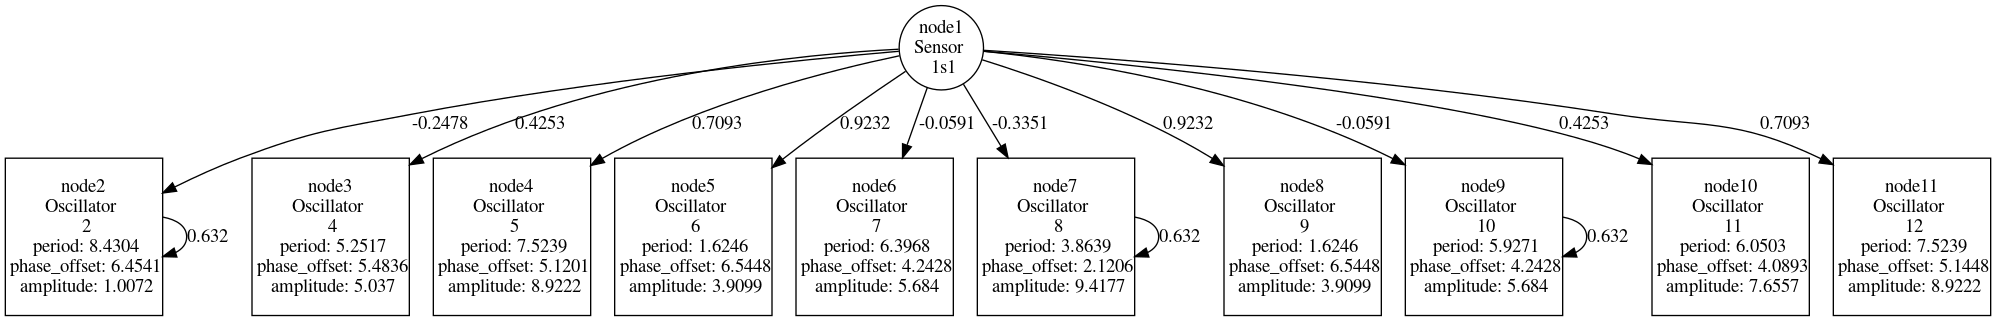 node1
Sensor
1s1
-0.2478
0.4253
0.7093
0.9232
-0.0591
-0.3351
0.9232
-0.0591
0.4253
0.7093
node2
Oscillator
2
period: 8.4304
phase_offset: 6.4541
amplitude: 1.0072
0.632
node3
Oscillator
4
period: 5.2517
phase_offset: 5.4836
amplitude: 5.037
node4
Oscillator
5
period: 7.5239
phase_offset: 5.1201
amplitude: 8.9222
node5
Oscillator
6
period: 1.6246
phase_offset: 6.5448
amplitude: 3.9099
node6
Oscillator
7
period: 6.3968
phase_offset: 4.2428
amplitude: 5.684
node7
Oscillator
8
period: 3.8639
phase_offset: 2.1206
amplitude: 9.4177
0.632
node8
Oscillator
9
period: 1.6246
phase_offset: 6.5448
amplitude: 3.9099
node9
Oscillator
10
period: 5.9271
phase_offset: 4.2428
amplitude: 5.684
0.632
node10
Oscillator
11
period: 6.0503
phase_offset: 4.0893
amplitude: 7.6557
node11
Oscillator
12
period: 7.5239
phase_offset: 5.1448
amplitude: 8.9222